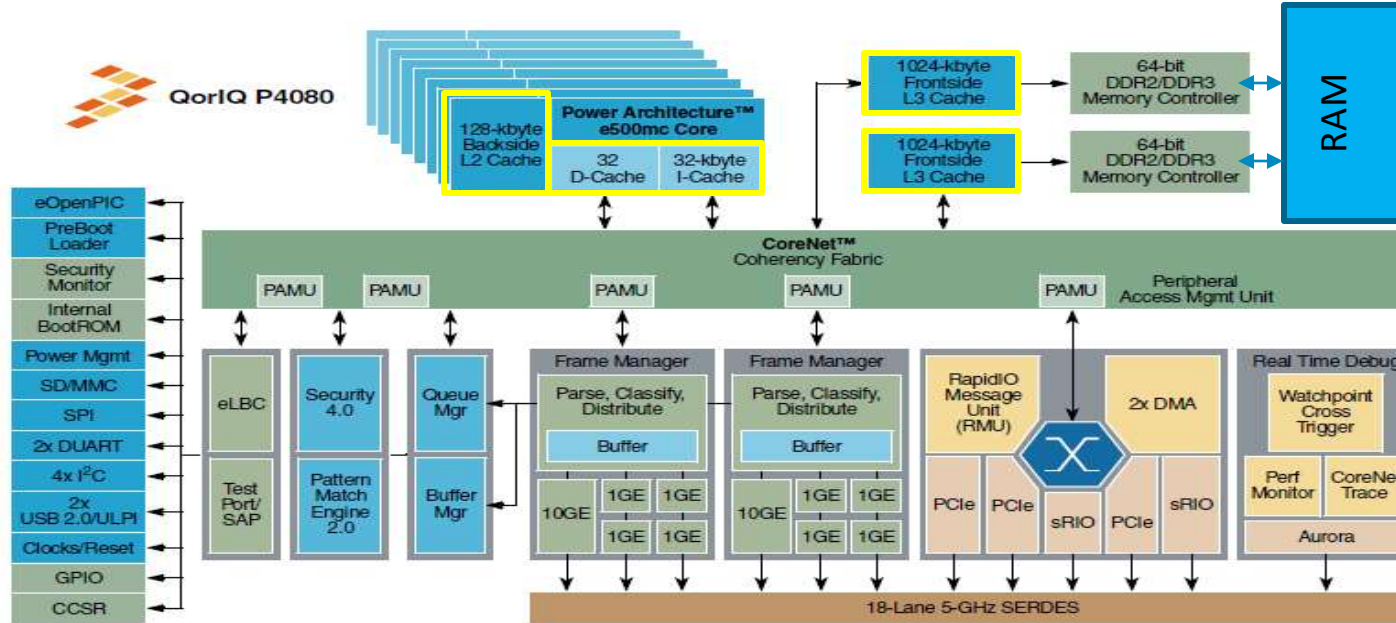 QorIQ P4080
128-kbyte
Backside
L2 Cache
Power Architecture™
e500mc Core
32
D-Cache
32-kbyte
I-Cache
1024-kbyte
Frontside
L3 Cache
64-bit
DDR2/DDR3
Memory Controller
1024-kbyte
Frontside
L3 Cache
64-bit
DDR2/DDR3
Memory Controller
RAM
eOpenPIC
PreBoot
Loader
Security
Monitor
Internal
BootROM
Power Mgmt
SD/MMC
SPI
2x DUART
4x I²C
2x
USB 2.0/ULPI
Clocks/Reset
GPIO
CCSR
CoreNet™
Coherency Fabric
PAMU
PAMU
PAMU
PAMU
PAMU
Peripheral
Access Mgmt Unit
eLBC
Test
Port/
SAP
Security
4.0
Pattern
Match
Engine
2.0
Queue
Mgr
Buffer
Mgr
Frame Manager
Parse, Classify,
Distribute
Buffer
10GE
1GE
1GE
1GE
1GE
Frame Manager
Parse, Classify,
Distribute
Buffer
10GE
1GE
1GE
1GE
1GE
RapidIO
Message
Unit
(RMU)
2x DMA
PCIe
PCIe
sRIO
PCIe
sRIO
Real Time Debug
Watchpoint
Cross
Trigger
Perf
Monitor
CoreNe
Trace
Aurora
18-Lane 5-GHz SERDES